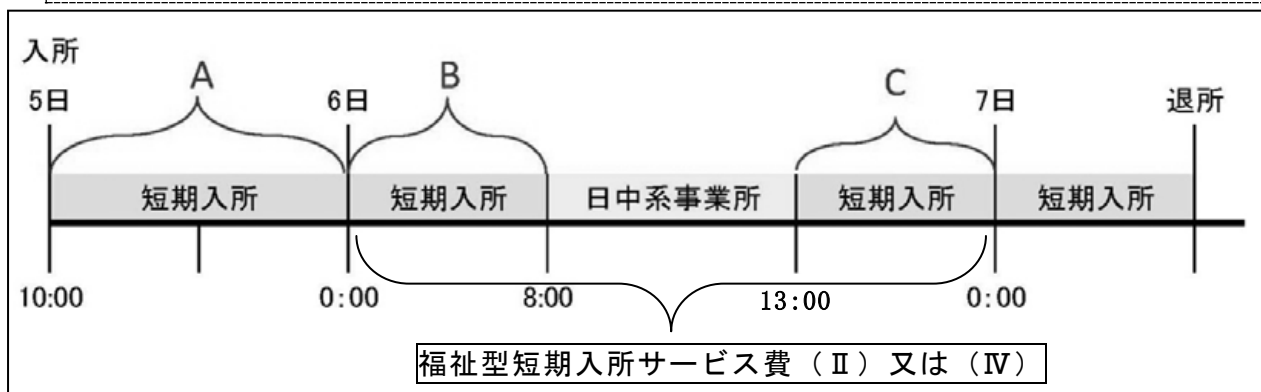 入所
5日 A 6日 B C 7日 退所
短期入所 短期入所 日中系事業所 短期入所 短期入所
10:00 0:00 8:00 13:00 0:00
福祉型短期入所サービス費（Ⅱ）又は（Ⅳ）